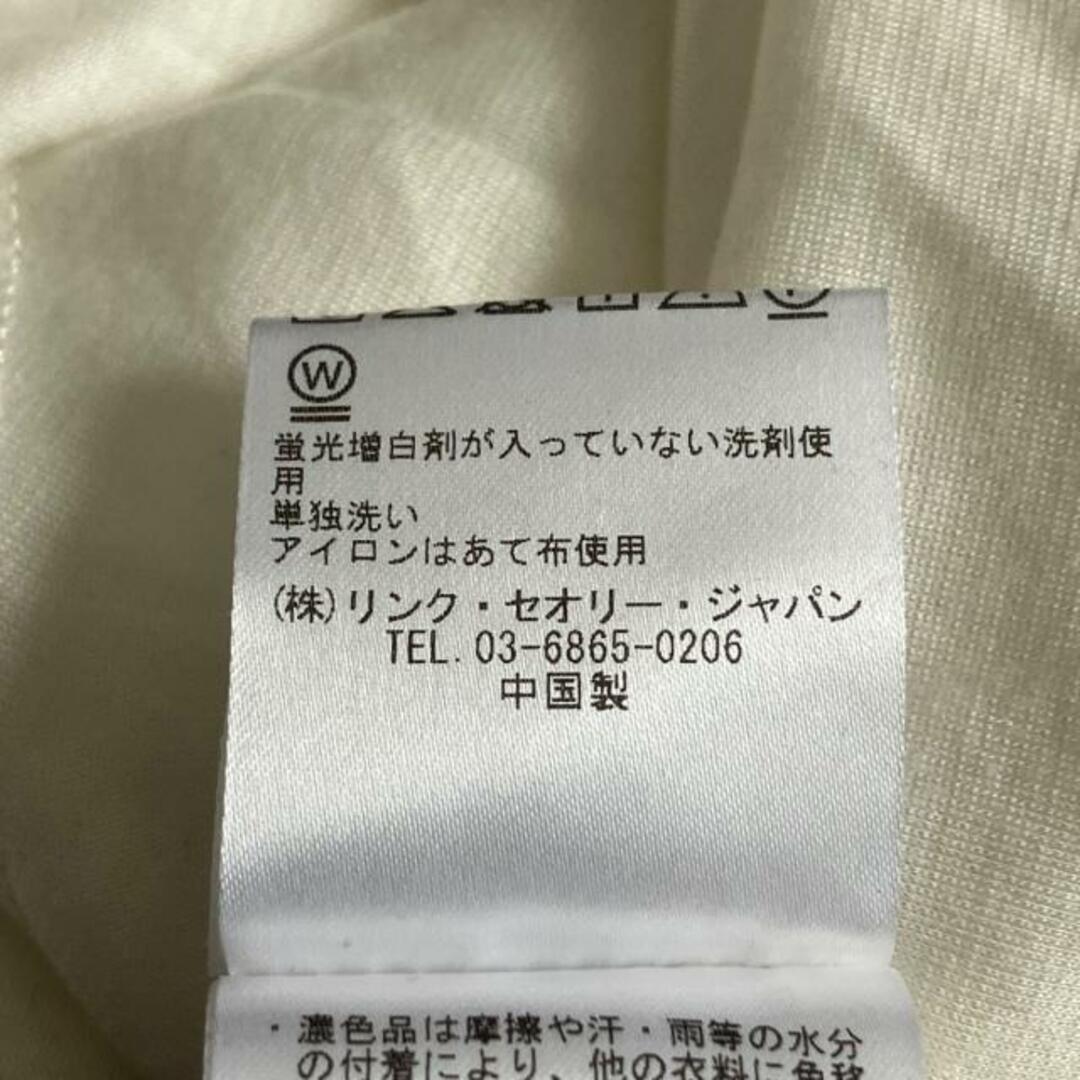 W
蛍光増白剤が入っていない洗剤使
用
単独洗い
アイロンはあて布使用
(株)リンク・セオリー・ジャパン
TEL. 03-6865-0206
中国製
・濃色品は摩擦や汗・雨等の水分
の付着により、他の衣料に色移